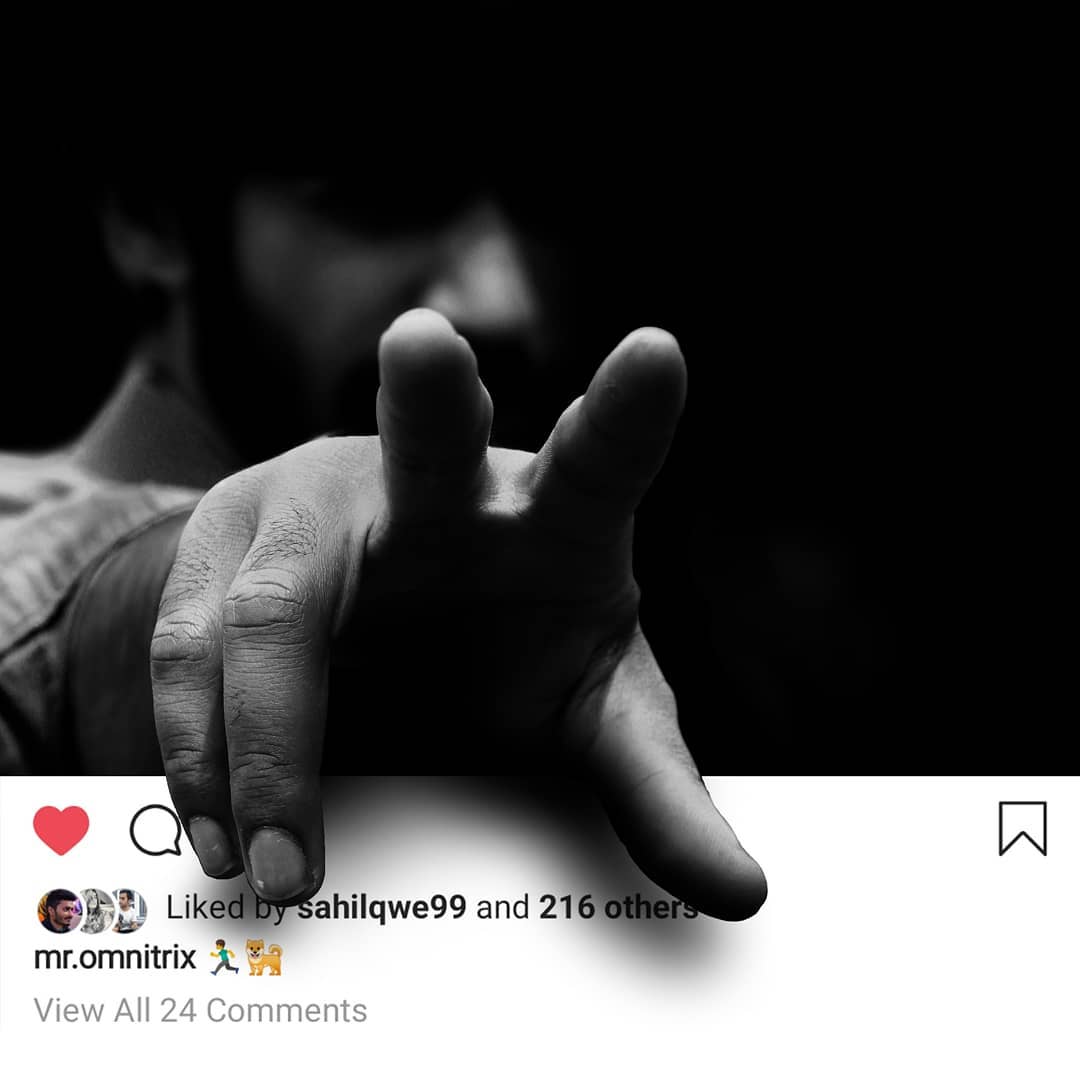 Liked by sahilqwe99 and 216 others
mr.omnitrix 🏃‍♂️🐕
View All 24 Comments